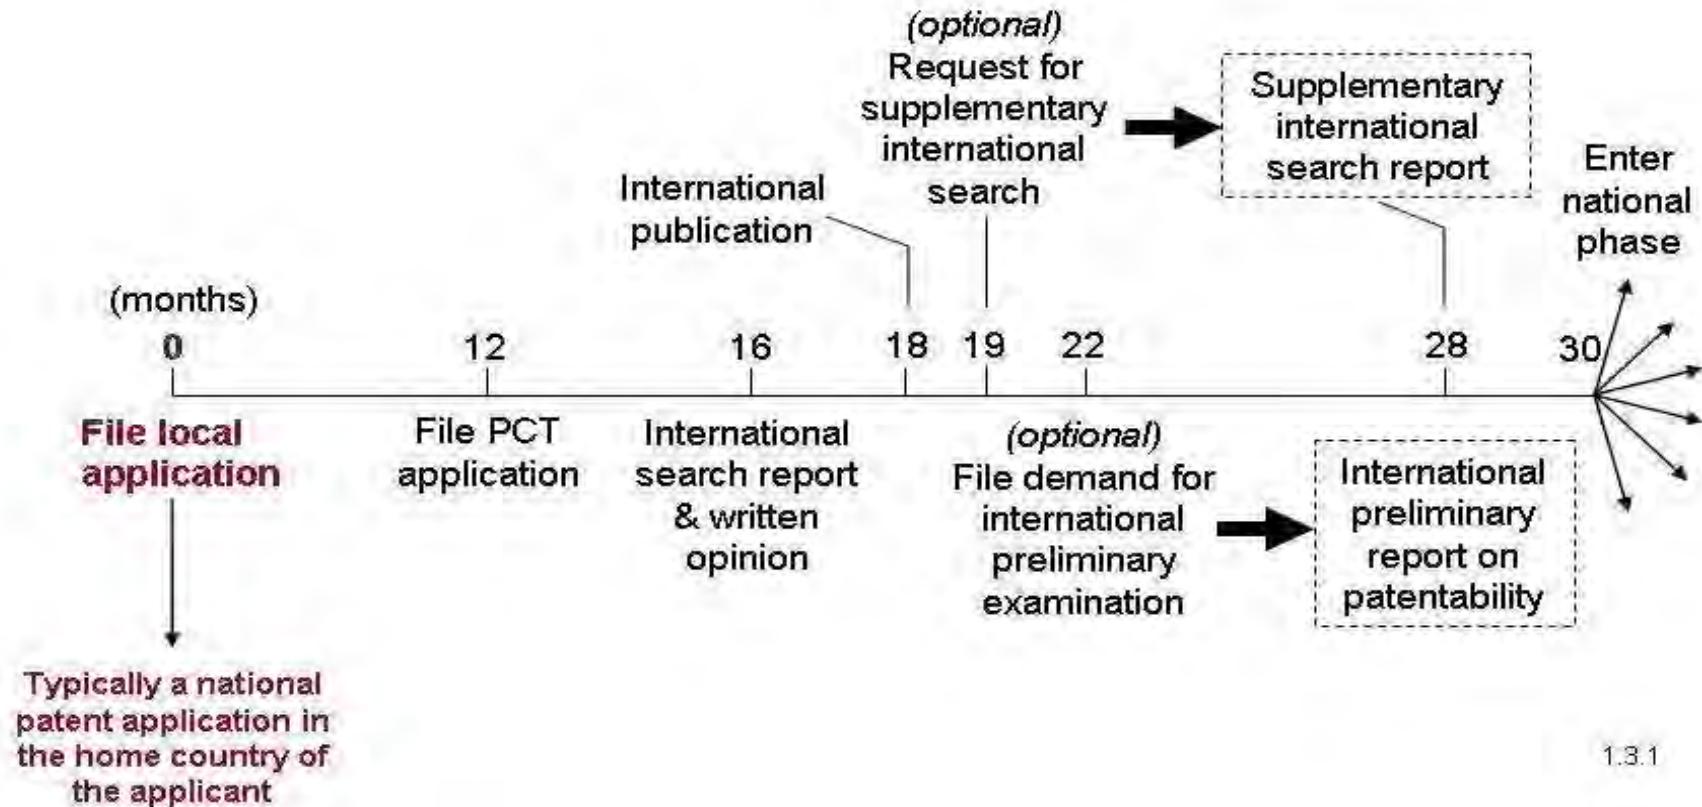 (optional)
Request for
supplementary
international
search
Supplementary
international
search report
Enter
national
phase
International
publication
(months)
0
12
16
18
19
22
28
30
File local
application
File PCT
application
International
search report
& written
opinion
(optional)
File demand for
international
preliminary
examination
International
preliminary
report on
patentability
Typically a national
patent application in
the home country of
the applicant
1.3.1